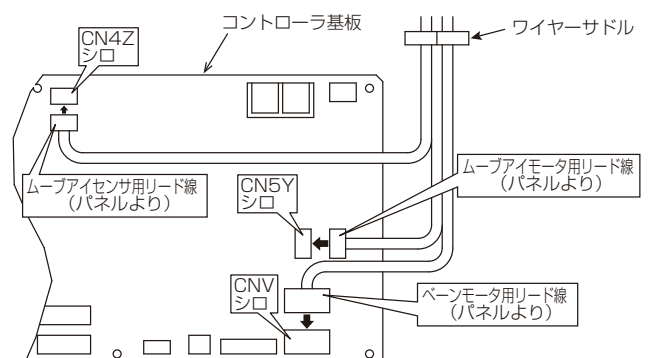 コントローラ基板
ワイヤーサドル
CN4Z
シロ
ムーブアイセンサ用リード線
（パネルより）
CN5Y
シロ
ムーブアイモータ用リード線
（パネルより）
CNV
シロ
ベーンモータ用リード線
（パネルより）